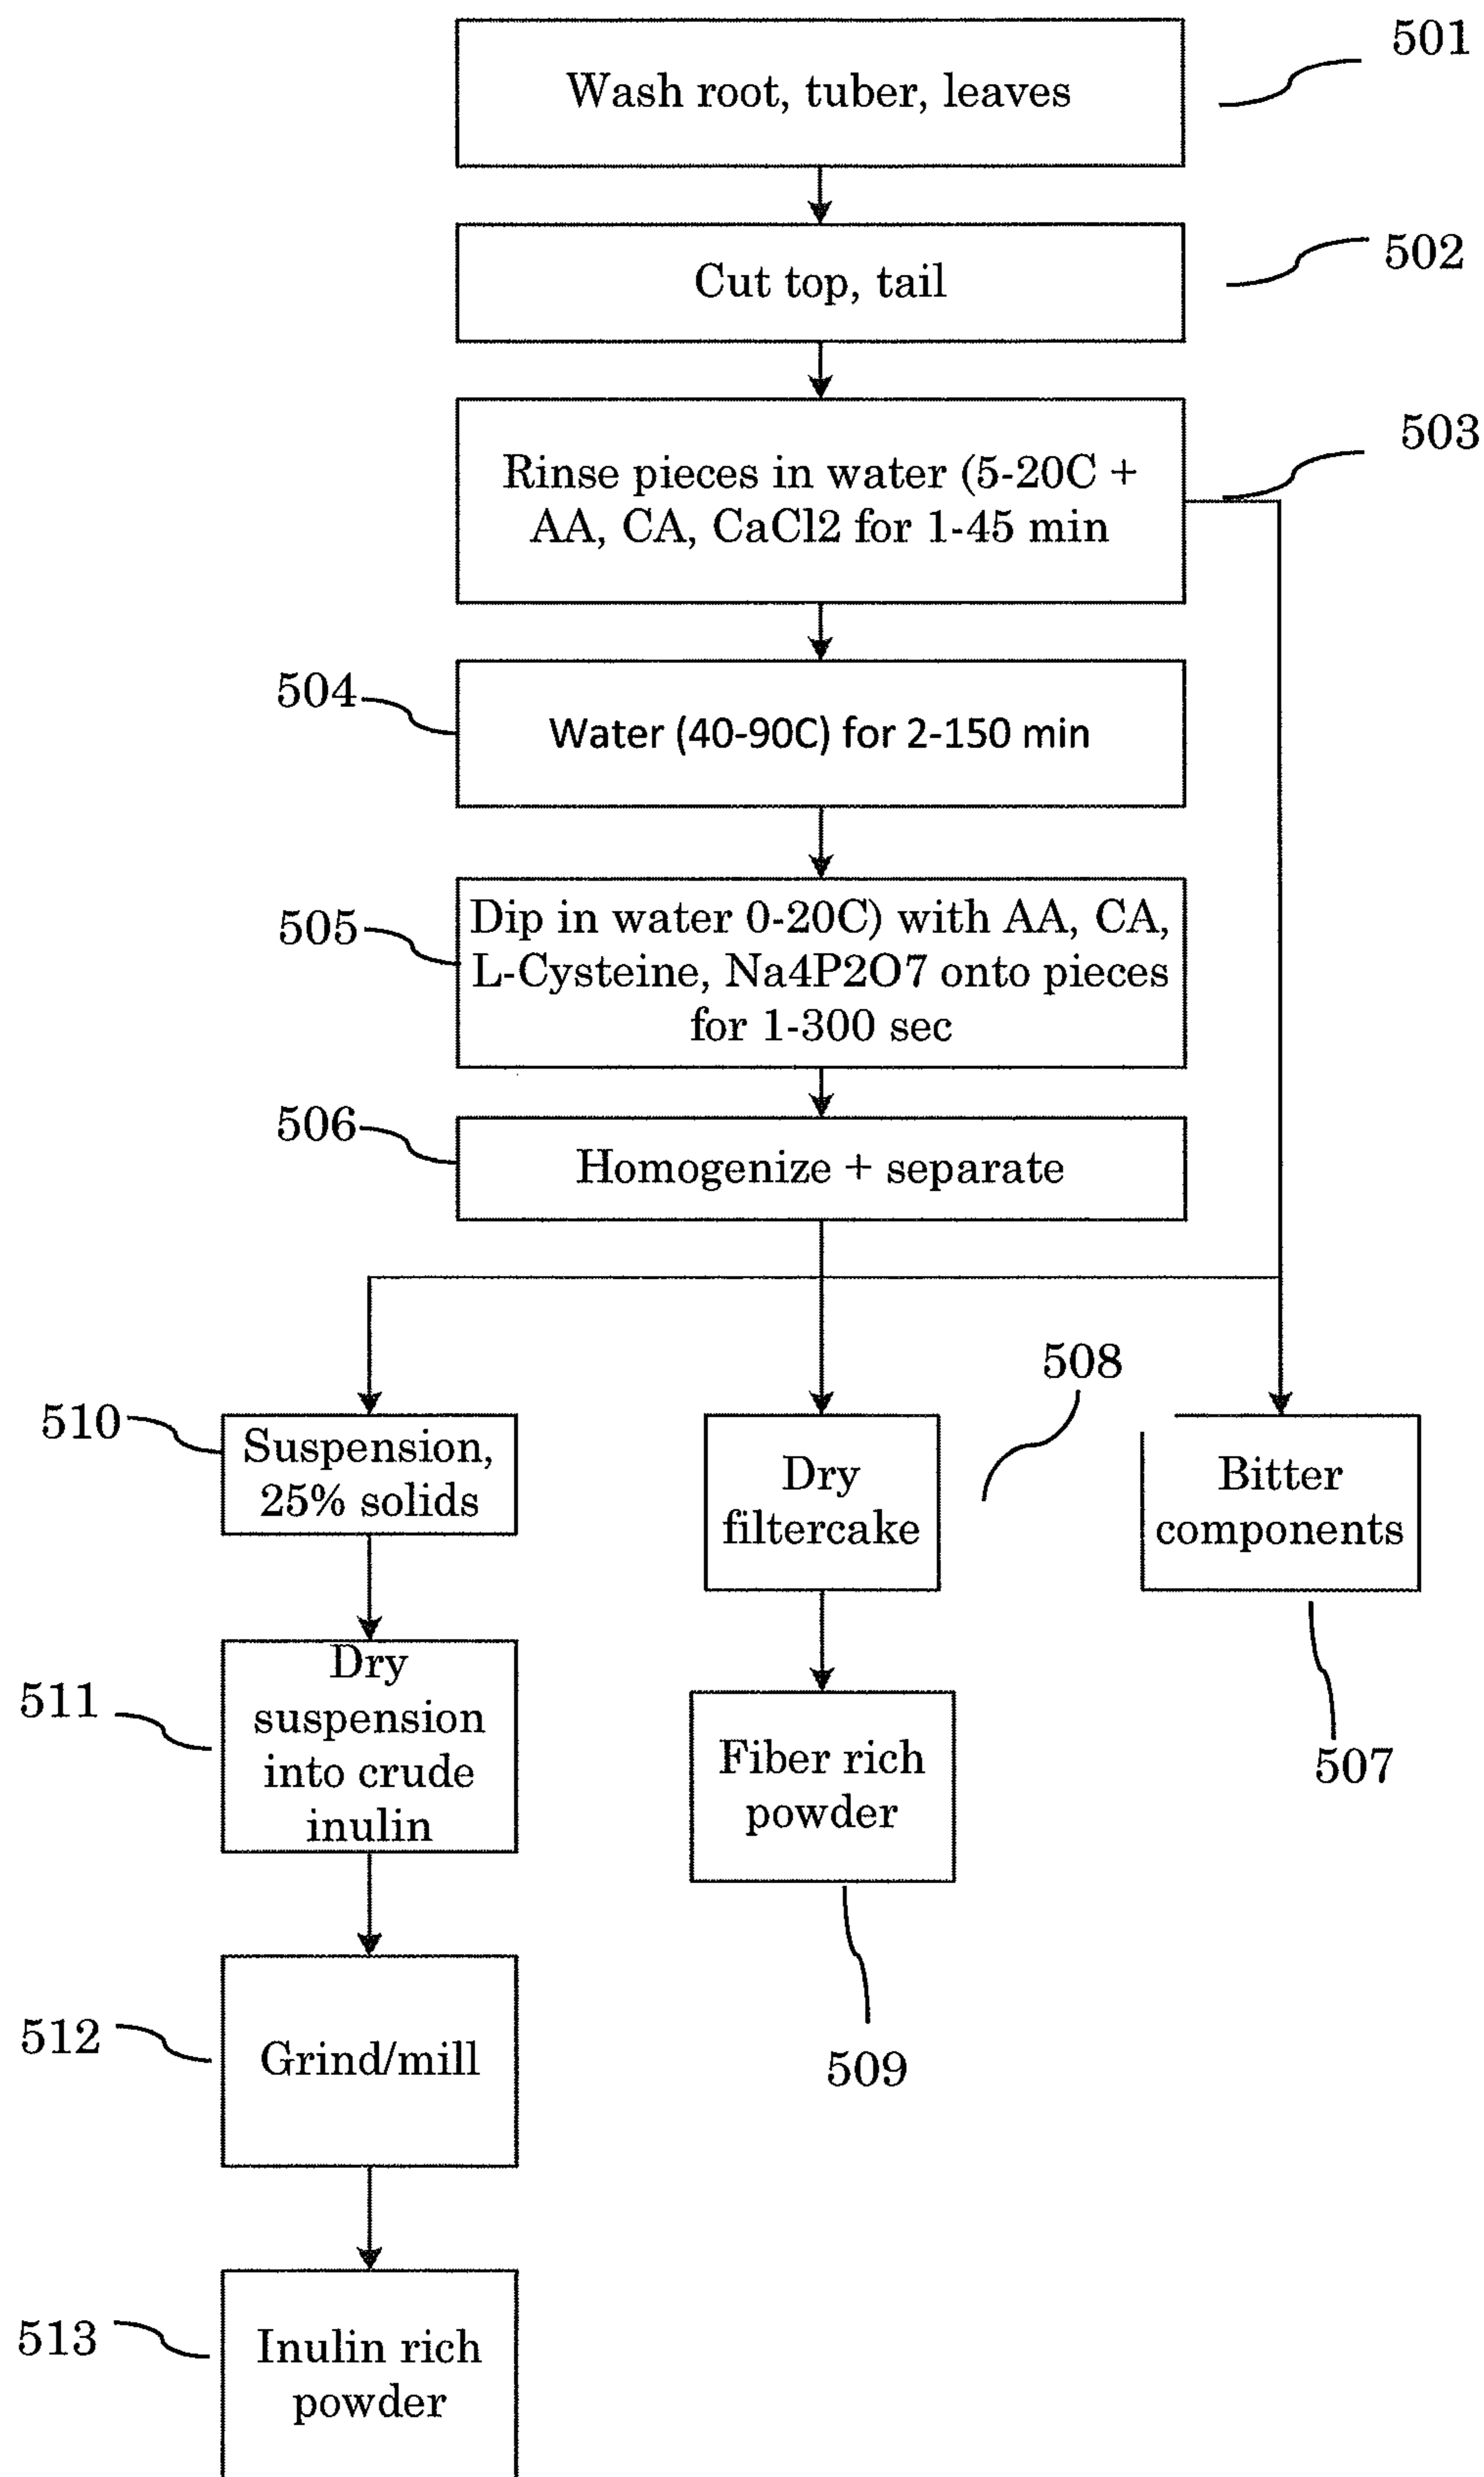 501
Wash root, tuber, leaves
502
Cut top, tail
503
Rinse pieces in water (5-20C +
AA, CA, CaCl2 for 1-45 min
504
Water (40-90C) for 2-150 min
505
Dip in water 0-20C) with AA, CA,
L-Cysteine, Na4P2O7 onto pieces
for 1-300 sec
506
Homogenize + separate
508
510
Suspension,
25% solids
Dry
filtercake
Bitter
components
511
Dry
suspension
into crude
inulin
Fiber rich
powder
507
512
Grind/mill
509
513
Inulin rich
powder